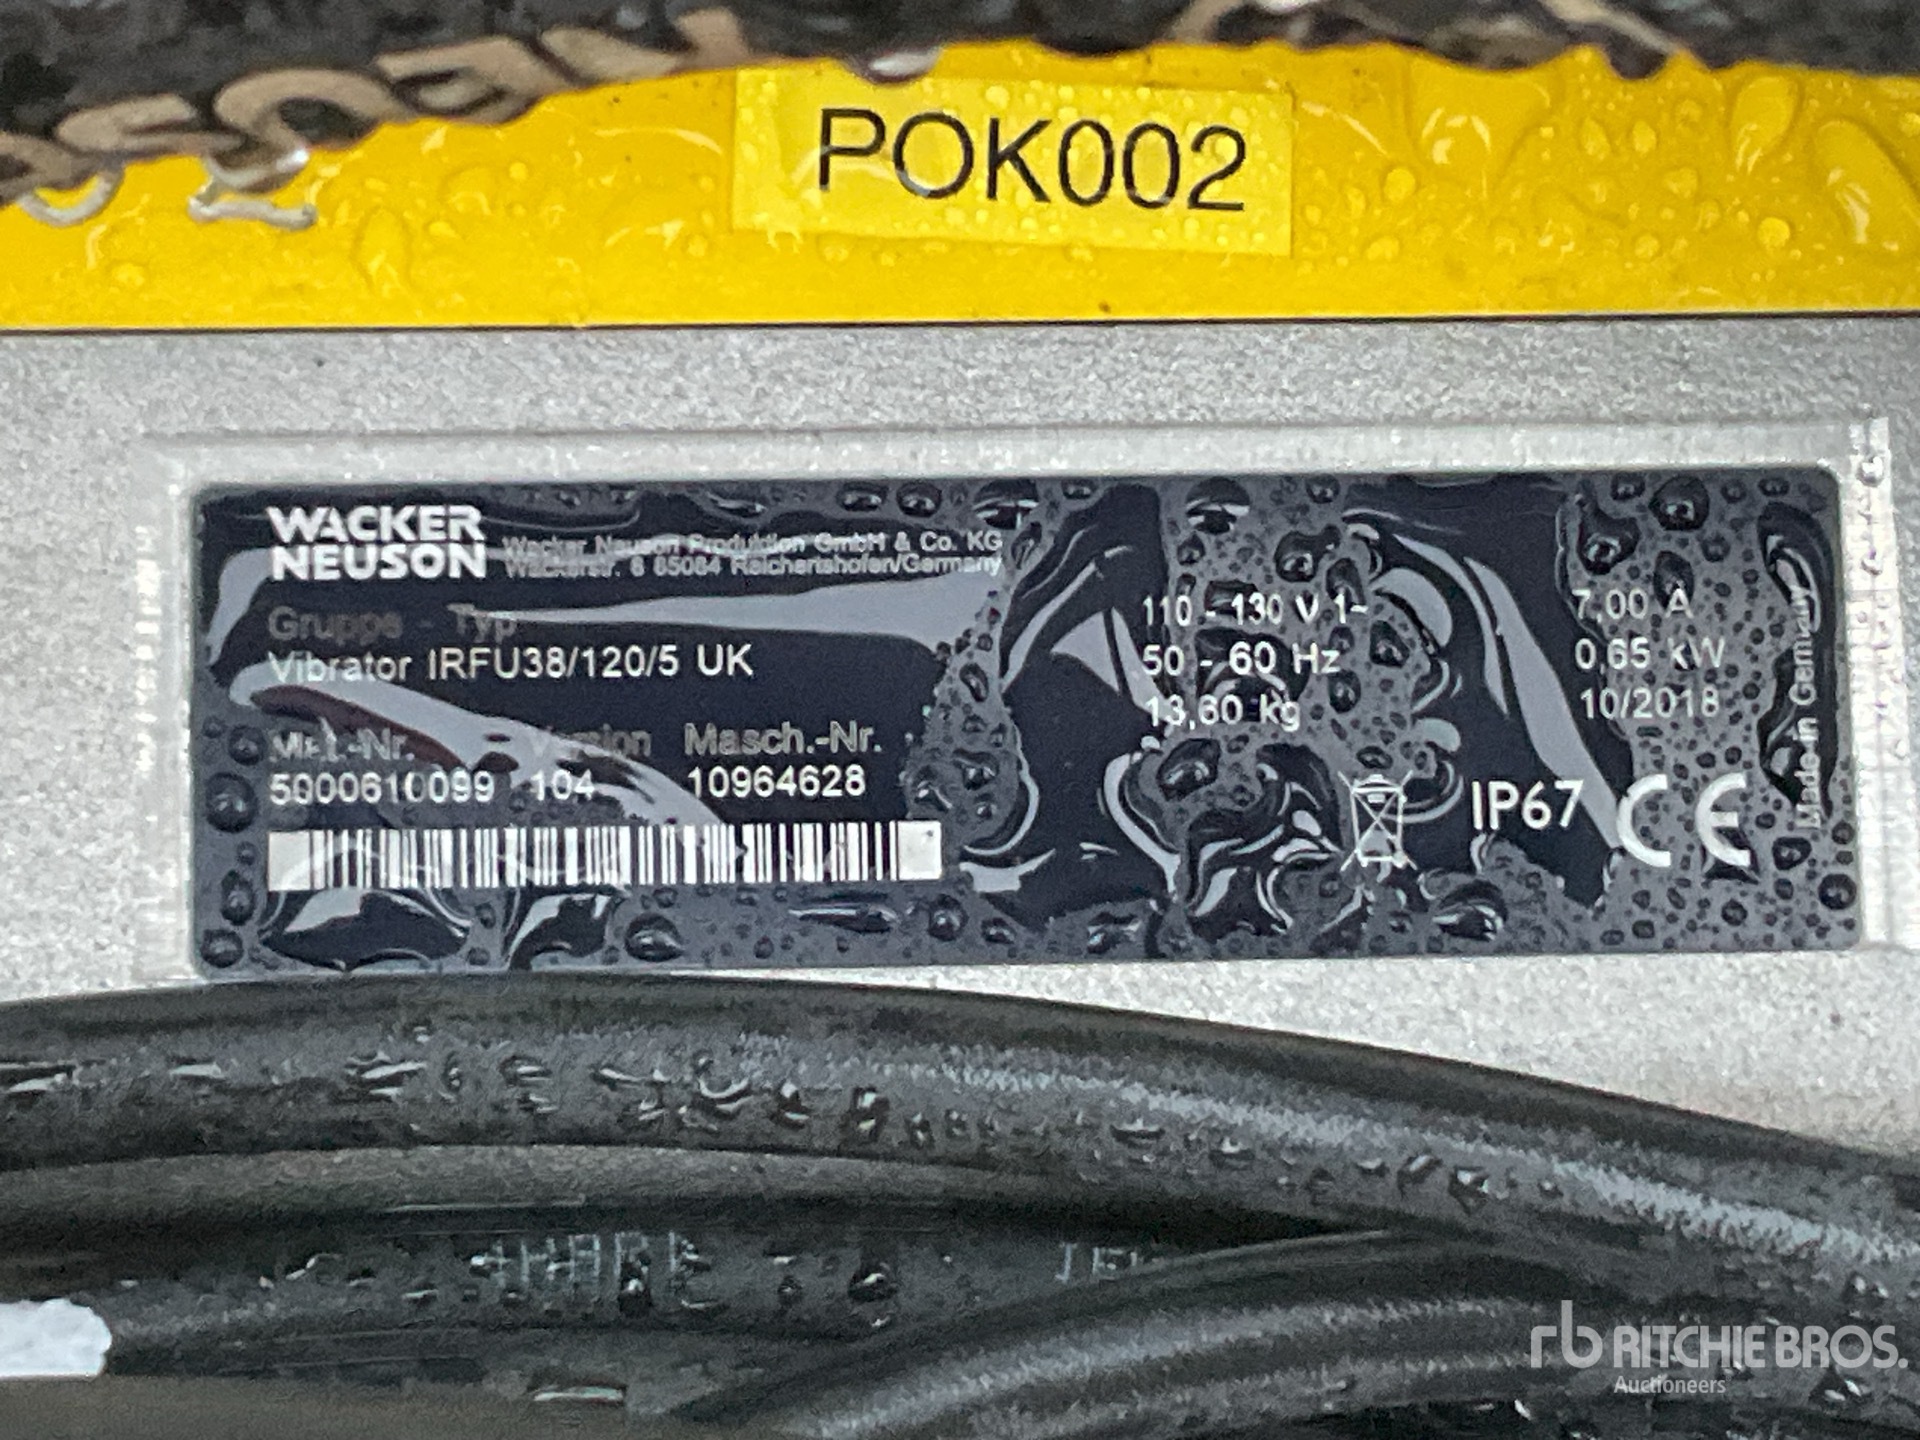 POK002
WACKER
NEUSON
Wacker Neuson Produktion GmbH & Co. KG
Wackerstr. 6 85084 Reichertshofen/Germany
Gruppe - Typ
Vibrator IRFU38/120/5 UK
Mat.-Nr. Version Masch.-Nr.
5000610099 104 10964628
110 - 130 V 1~ 7,00 A
50 - 60 Hz 0,65 kW
13,60 kg 10/2018
IP67 CE
Made in Germany
rb RITCHIE BROS.
Auctioneers